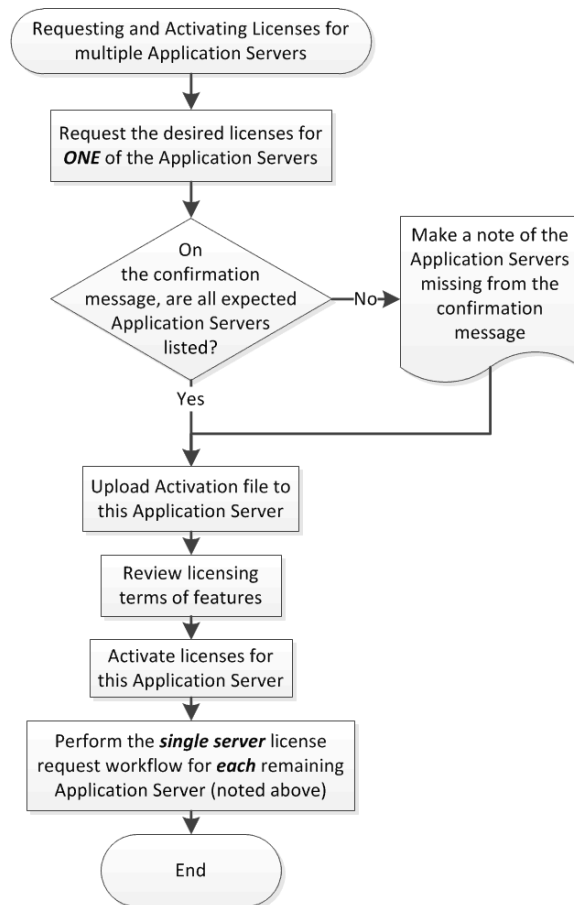 Requesting and Activating Licenses for
multiple Application Servers
Request the desired licenses for
ONE of the Application Servers
On
the confirmation
message, are all expected
Application Servers
listed?
No
Make a note of the
Application Servers
missing from the
confirmation
message
Yes
Upload Activation file to
this Application Server
Review licensing
terms of features
Activate licenses for
this Application Server
Perform the single server license
request workflow for each remaining
Application Server (noted above)
End